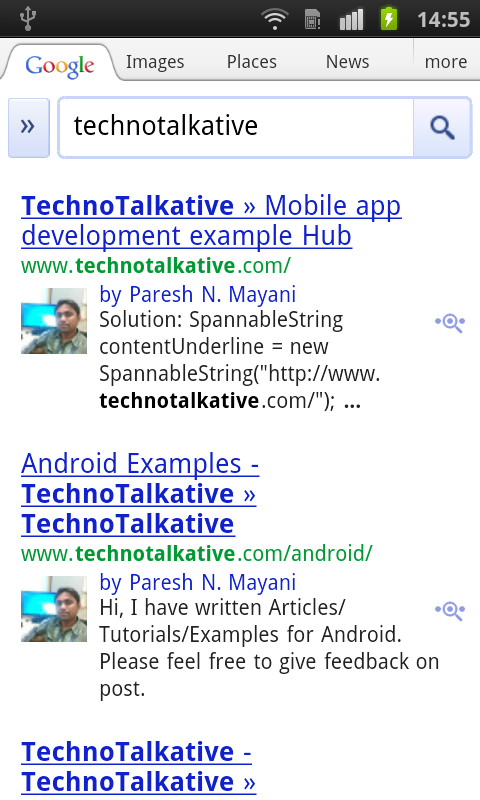 14:55
Google Images Places News more
» technotalkative
TechnoTalkative » Mobile app
development example Hub
www.technotalkative.com/
by Paresh N. Mayani
Solution: SpannableString
contentUnderline = new
SpannableString("http://www.
technotalkative.com/"); ...
Android Examples -
TechnoTalkative »
TechnoTalkative
www.technotalkative.com/android/
by Paresh N. Mayani
Hi, I have written Articles/
Tutorials/Examples for Android.
Please feel free to give feedback on
post.
TechnoTalkative -
TechnoTalkative »